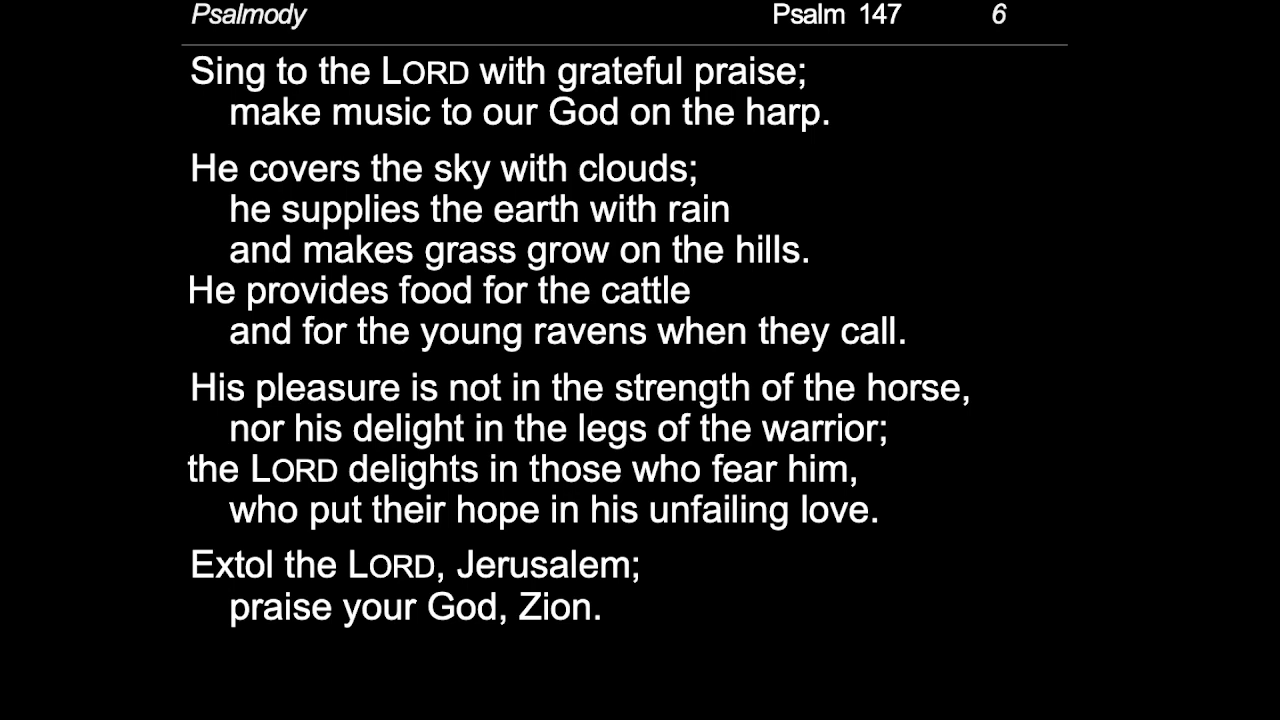 Psalmody Psalm 147 6
Sing to the LORD with grateful praise;
make music to our God on the harp.
He covers the sky with clouds;
he supplies the earth with rain
and makes grass grow on the hills.
He provides food for the cattle
and for the young ravens when they call.
His pleasure is not in the strength of the horse,
nor his delight in the legs of the warrior;
the LORD delights in those who fear him,
who put their hope in his unfailing love.
Extol the LORD, Jerusalem;
praise your God, Zion.